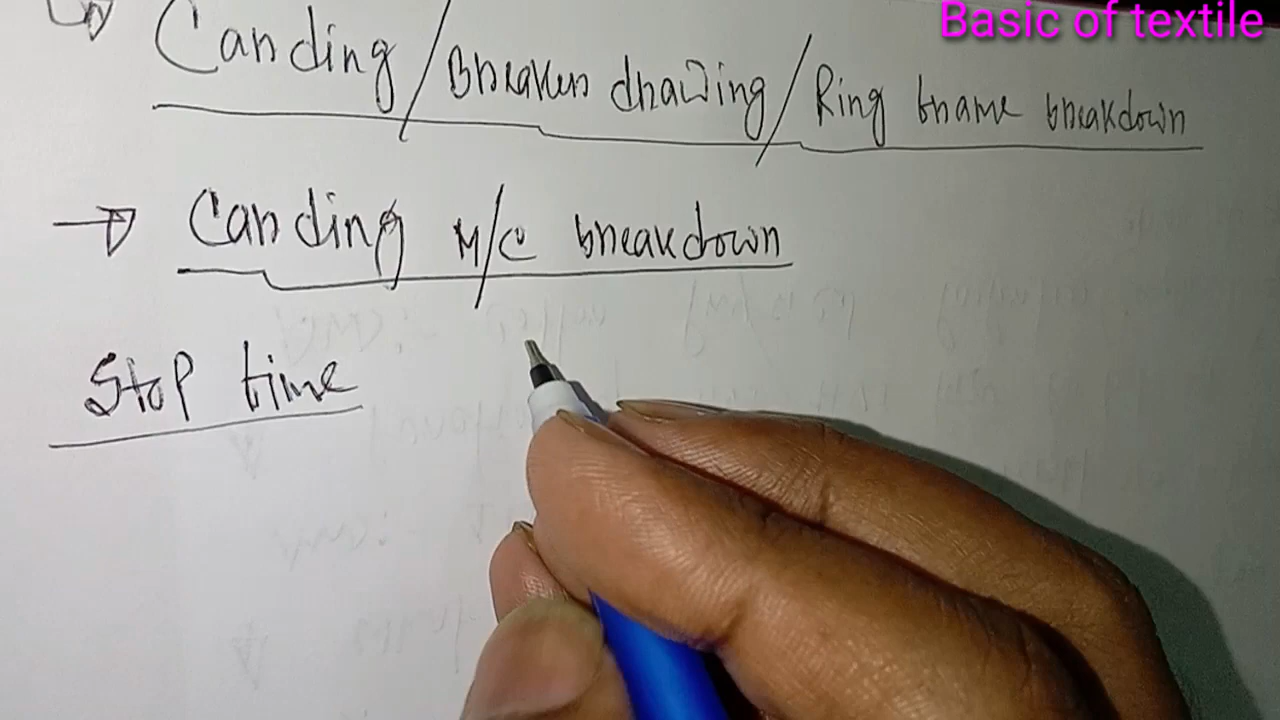 Basic of textile
Carding / Breaker drawing / Ring frame breakdown
→ Carding M/C breakdown
Stop time